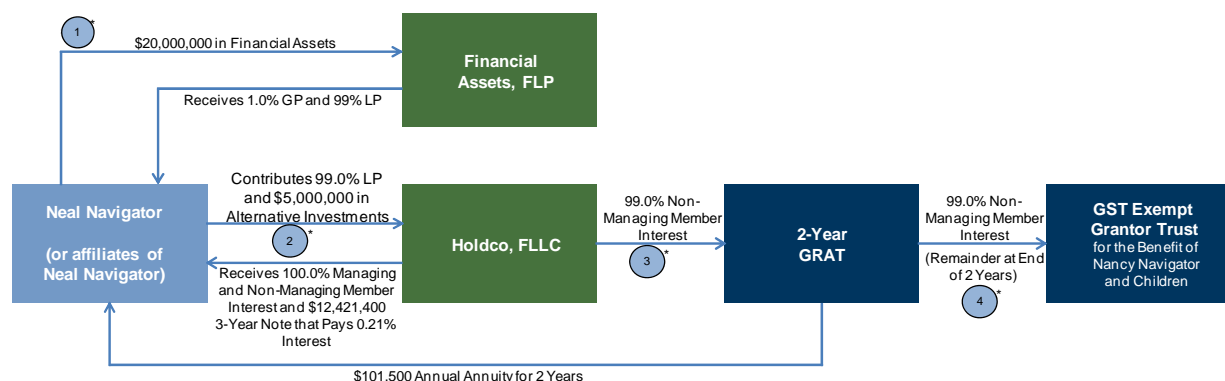 1
*
$20,000,000 in Financial Assets
Financial
Assets, FLP
Receives 1.0% GP and 99% LP
Neal Navigator
(or affiliates of
Neal Navigator)
Contributes 99.0% LP
and $5,000,000 in
Alternative Investments
2
*
Receives 100.0% Managing
and Non-Managing Member
Interest and $12,421,400
3-Year Note that Pays 0.21%
Interest
Holdco, FLLC
99.0% Non-
Managing Member
Interest
3
*
2-Year
GRAT
99.0% Non-
Managing Member
Interest
(Remainder at End
of 2 Years)
4
*
GST Exempt
Grantor Trust
for the Benefit of
Nancy Navigator
and Children
$101,500 Annual Annuity for 2 Years